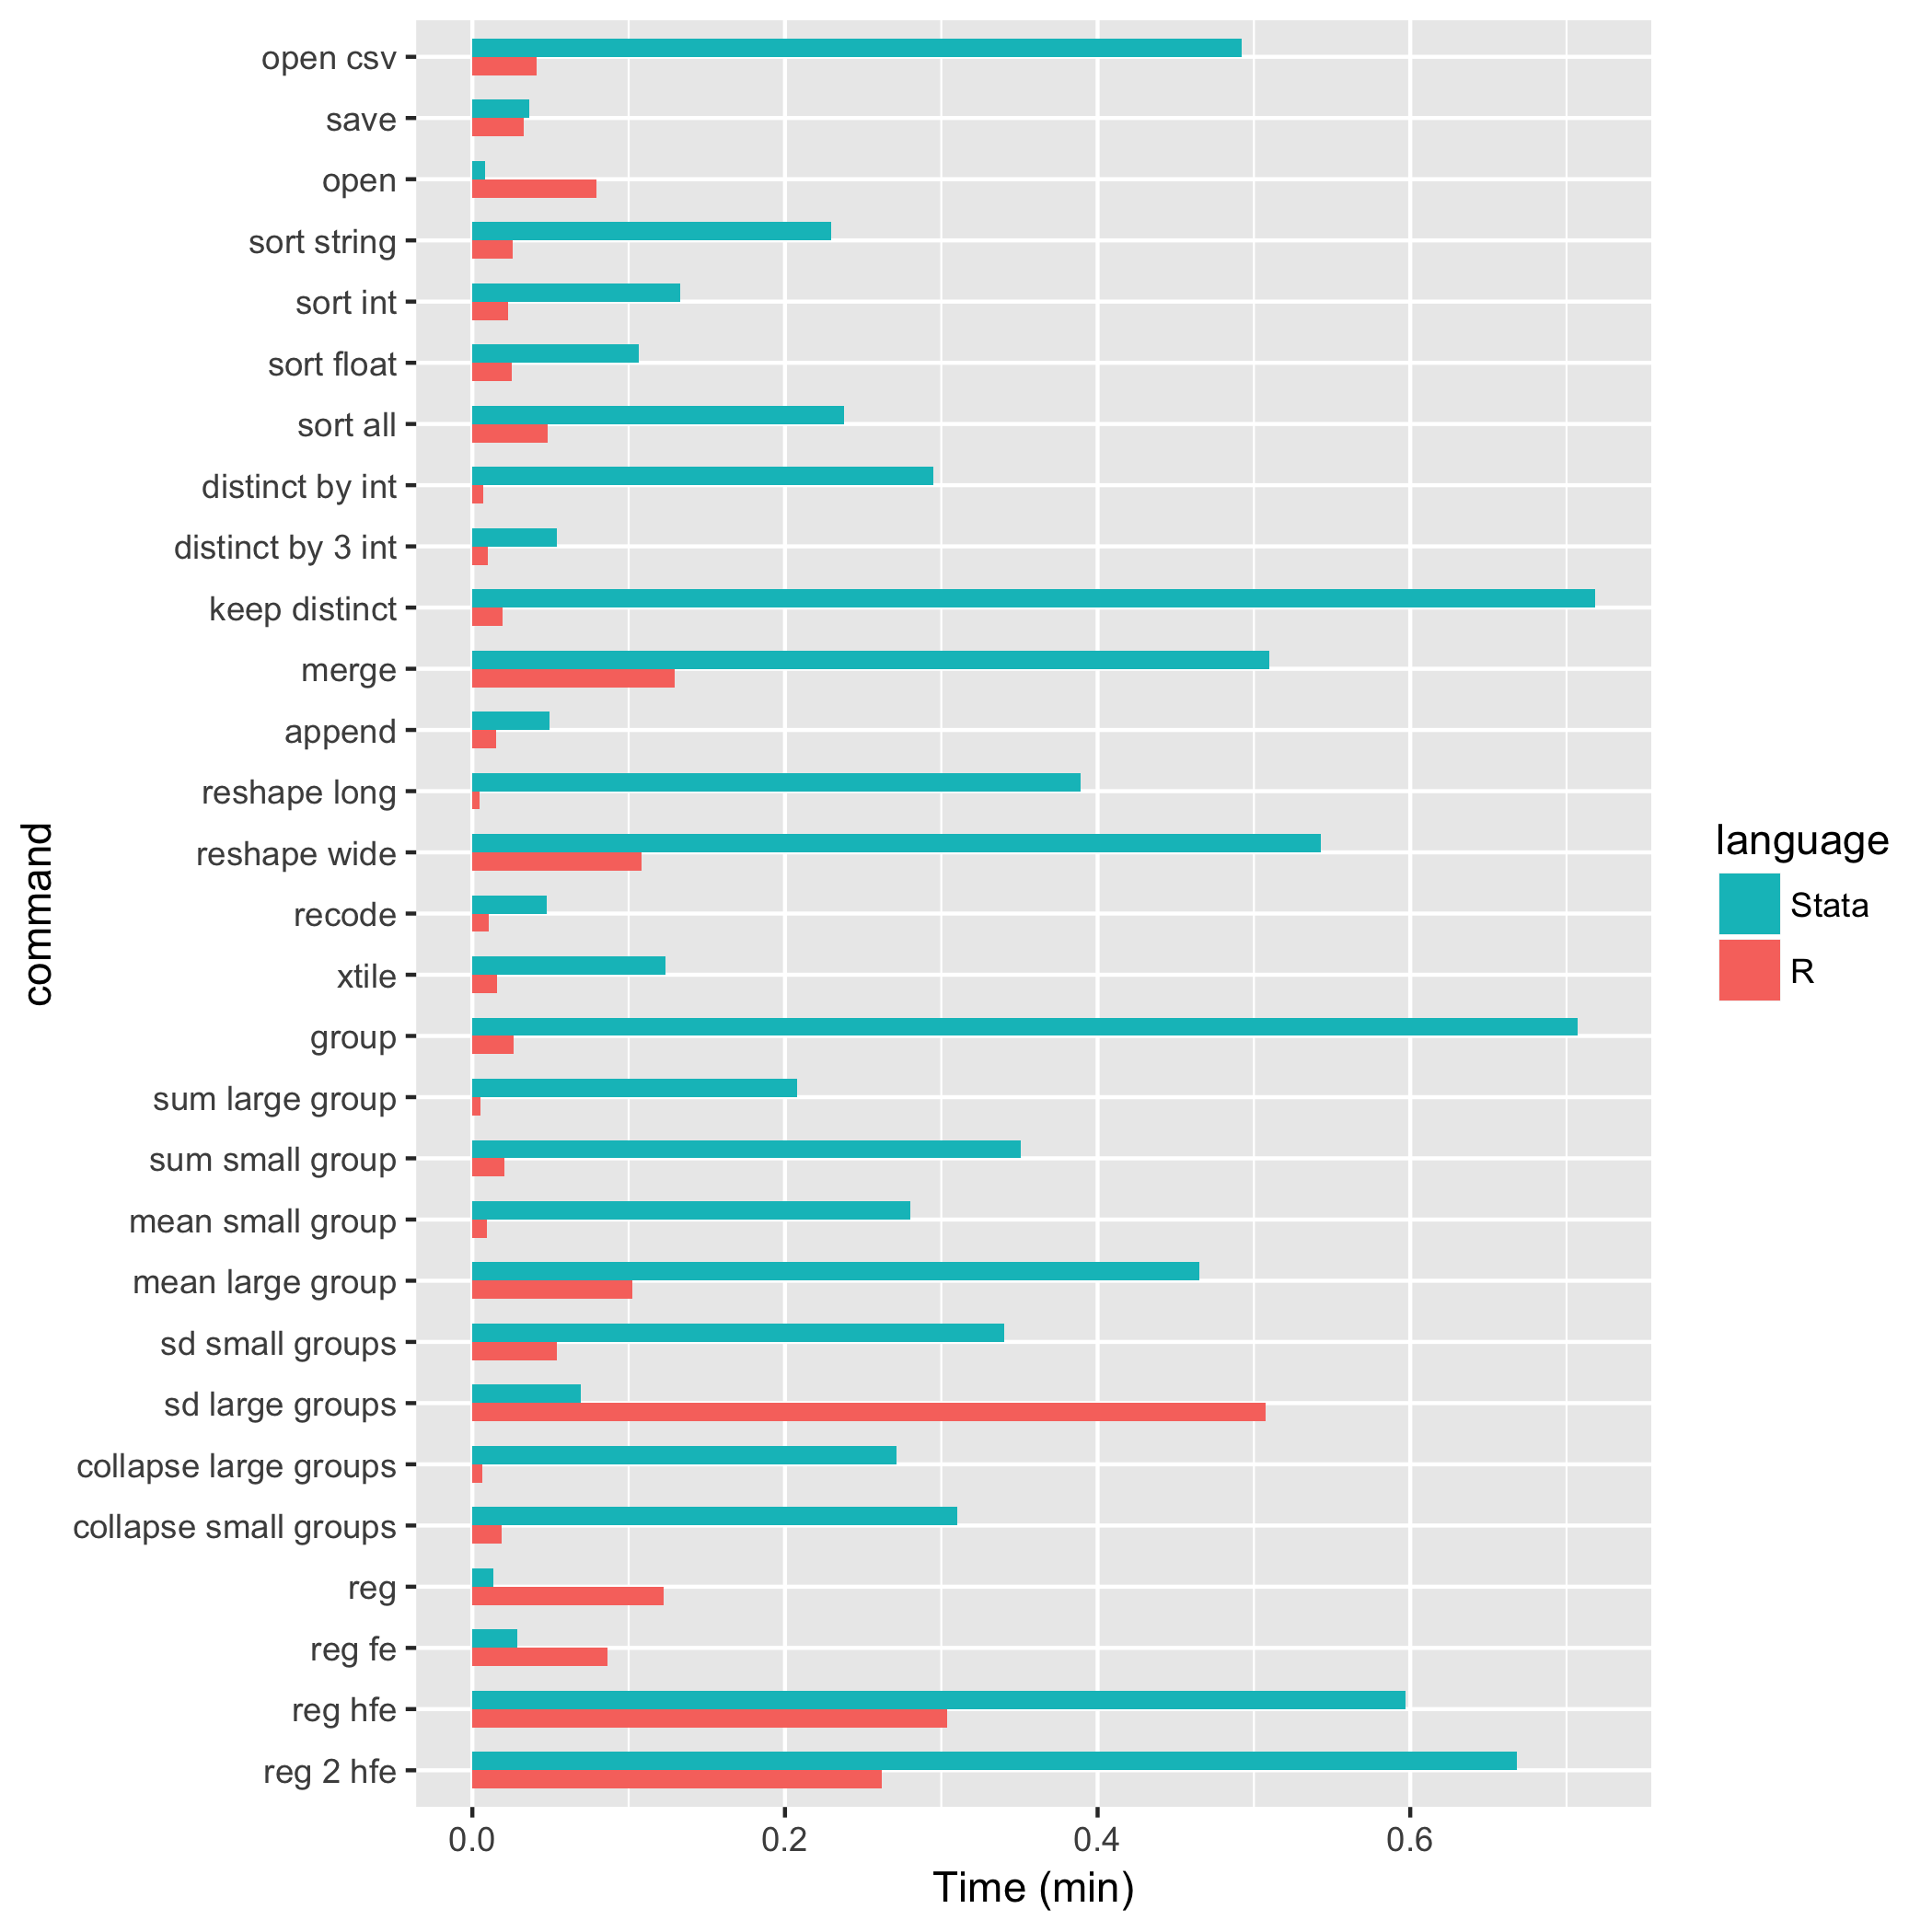 open csv
save
open
sort string
sort int
sort float
sort all
distinct by int
distinct by 3 int
keep distinct
merge
append
reshape long
reshape wide
recode
xtile
group
sum large group
sum small group
mean small group
mean large group
sd small groups
sd large groups
collapse large groups
collapse small groups
reg
reg fe
reg hfe
reg 2 hfe
command
0.0 0.2 0.4 0.6
Time (min)
language
Stata
R